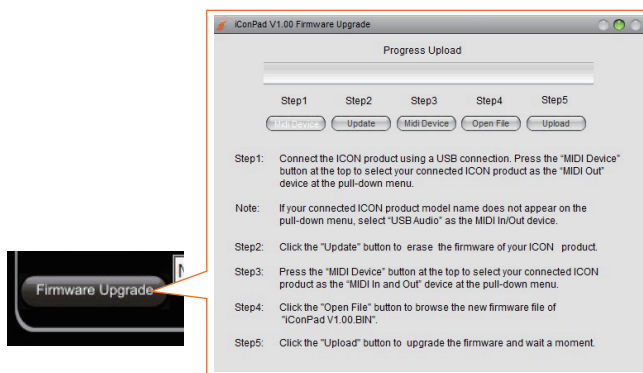 iConPad V1.00 Firmware Upgrade
Progress Upload
Step1 Step2 Step3 Step4 Step5
Midi Device Update Midi Device Open File Upload
Step1: Connect the ICON product using a USB connection. Press the “MIDI Device”
button at the top to select your connected ICON product as the “MIDI Out”
device at the pull-down menu.
Note: If your connected ICON product model name does not appear on the
pull-down menu, select “USB Audio” as the MIDI In/Out device.
Step2: Click the "Update" button to erase the firmware of your ICON product.
Step3: Press the “MIDI Device” button at the top to select your connected ICON
product as the “MIDI In and Out” device at the pull-down menu.
Step4: Click the "Open File" button to browse the new firmware file of
"iConPad V1.00.BIN".
Step5: Click the "Upload" button to upgrade the firmware and wait a moment.
Firmware Upgrade